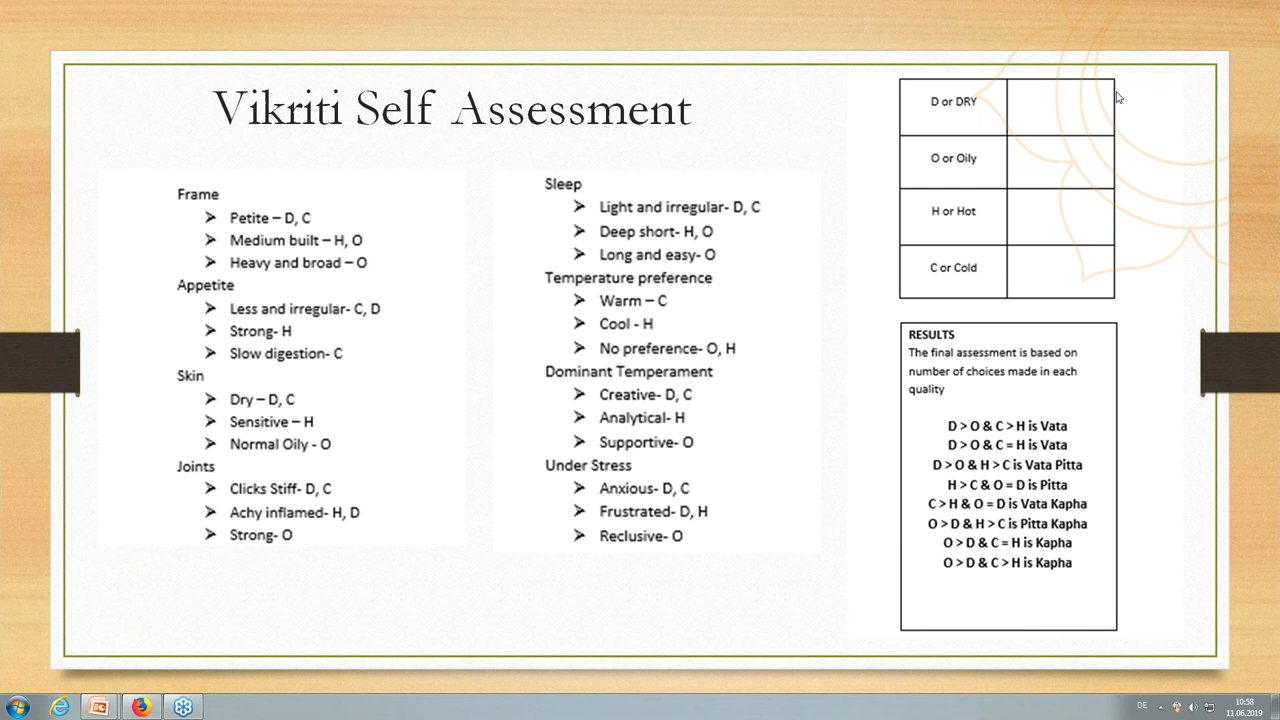 Vikriti Self Assessment
Frame
Petite – D, C
Medium built – H, O
Heavy and broad – O
Appetite
Less and irregular- C, D
Strong- H
Slow digestion- C
Skin
Dry – D, C
Sensitive – H
Normal Oily - O
Joints
Clicks Stiff- D, C
Achy inflamed- H, D
Strong- O
Sleep
Light and irregular- D, C
Deep short- H, O
Long and easy- O
Temperature preference
Warm – C
Cool - H
No preference- O, H
Dominant Temperament
Creative- D, C
Analytical- H
Supportive- O
Under Stress
Anxious- D, C
Frustrated- D, H
Reclusive- O
D or DRY
O or Oily
H or Hot
C or Cold
RESULTS
The final assessment is based on
number of choices made in each
quality
D > O & C > H is Vata
D > O & C = H is Vata
D > O & H > C is Vata Pitta
H > C & O = D is Pitta
C > H & O = D is Vata Kapha
O > D & H > C is Pitta Kapha
O > D & C = H is Kapha
O > D & C > H is Kapha
DE
10:58
11.06.2019